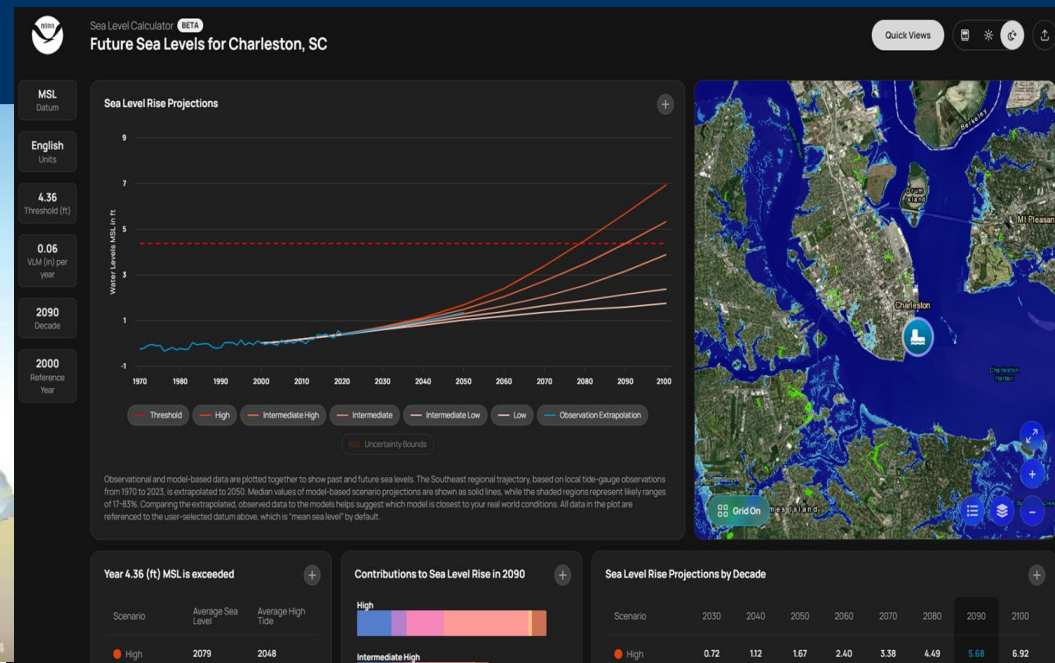 NOAA
Sea Level Calculator BETA
Future Sea Levels for Charleston, SC
Quick Views
MSL
Datum
English
Units
4.36
Threshold (ft)
0.06
VLM (in) per
year
2090
Decade
2000
Reference
Year
Sea Level Rise Projections
Water Levels MSL in ft
9
7
5
3
1
-1
1970 1980 1990 2000 2010 2020 2030 2040 2050 2060 2070 2080 2090 2100
Threshold High Intermediate High Intermediate Intermediate Low Low Observation Extrapolation
Uncertainty Bounds
Observational and model-based data are plotted together to show past and future sea levels. The Southeast regional trajectory, based on local tide-gauge observations
from 1970 to 2023, is extrapolated to 2050. Median values of model-based scenario projections are shown as solid lines, while the shaded regions represent likely ranges
of 17-83%. Comparing the extrapolated, observed data to the models helps suggest which model is closest to your real world conditions. All data in the plot are
referenced to the user-selected datum above, which is "mean sea level" by default.
Berkeley
Drum
Island
Mt Pleasan
Charleston
Charleston
Harbor
mes Island
Grid On
Year 4.36 (ft) MSL is exceeded
Scenario Average Sea Level Average High Tide
High 2079 2048
Contributions to Sea Level Rise in 2090
High
Intermediate High
Sea Level Rise Projections by Decade
Scenario 2030 2040 2050 2060 2070 2080 2090 2100
High 0.72 1.12 1.67 2.40 3.38 4.49 5.68 6.92